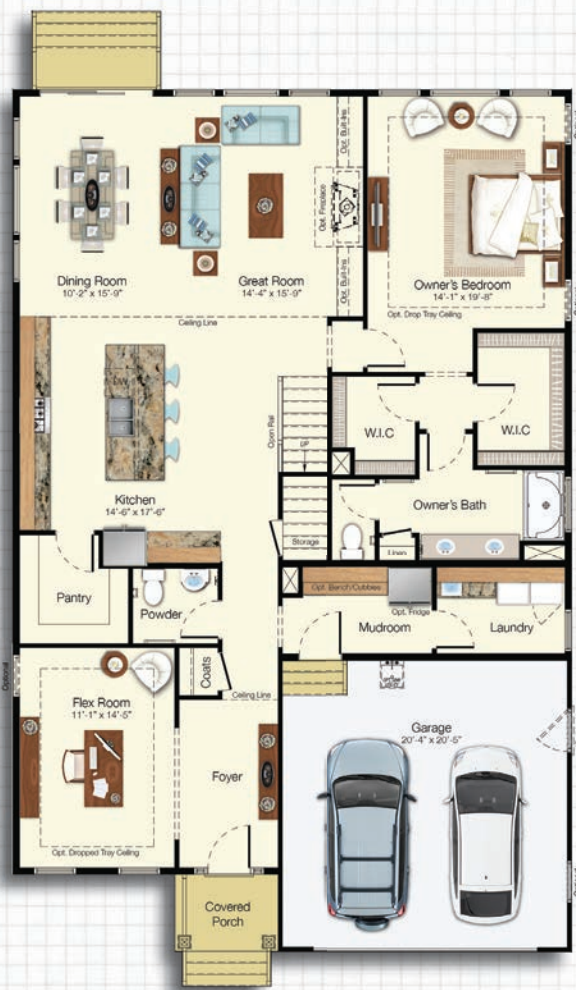 Opt. Built-Ins
Opt. Fireplace
Opt. Built-Ins
Dining Room
10'-2" x 15'-9"
Great Room
14'-4" x 15'-9"
Owner's Bedroom
14'-1" x 19'-8"
Opt. Drop Tray Ceiling
Ceiling Line
DW
W.I.C
W.I.C
Open Rail
UP
Kitchen
14'-6" x 17'-6"
Owner's Bath
Storage
Linen
Pantry
Powder
Opt. Bench/Cubbies
Opt. Fridge
Mudroom
Laundry
Optional
Coats
Ceiling Line
Flex Room
11'-1" x 14'-5"
Garage
20'-4" x 20'-5"
Foyer
Opt. Dropped Tray Ceiling
Covered
Porch